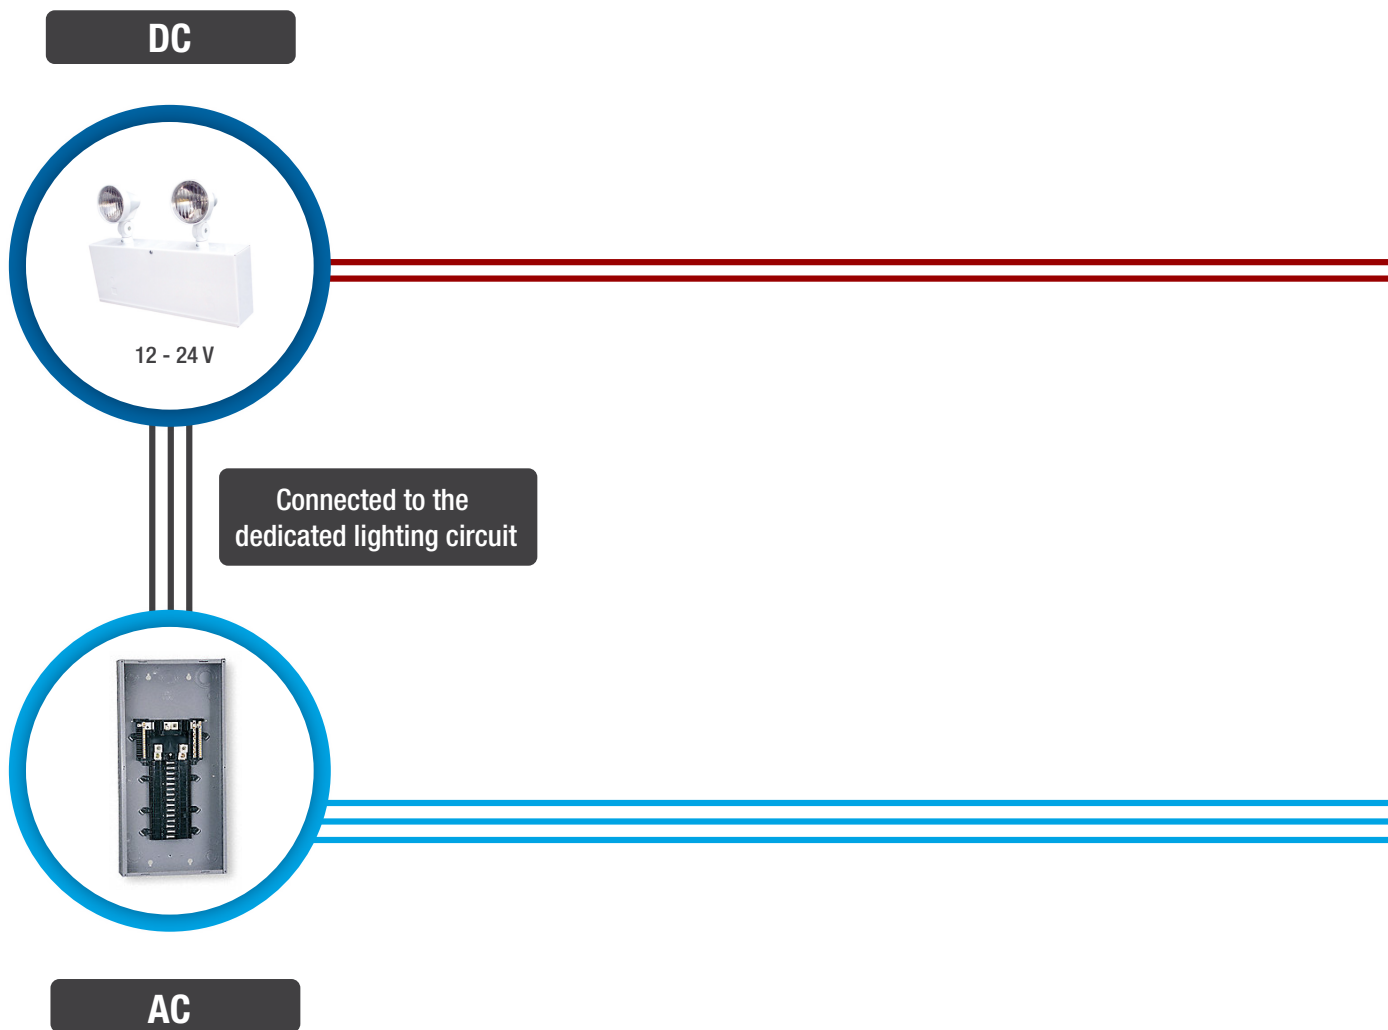 DC
12 - 24 V
Connected to the
dedicated lighting circuit
AC